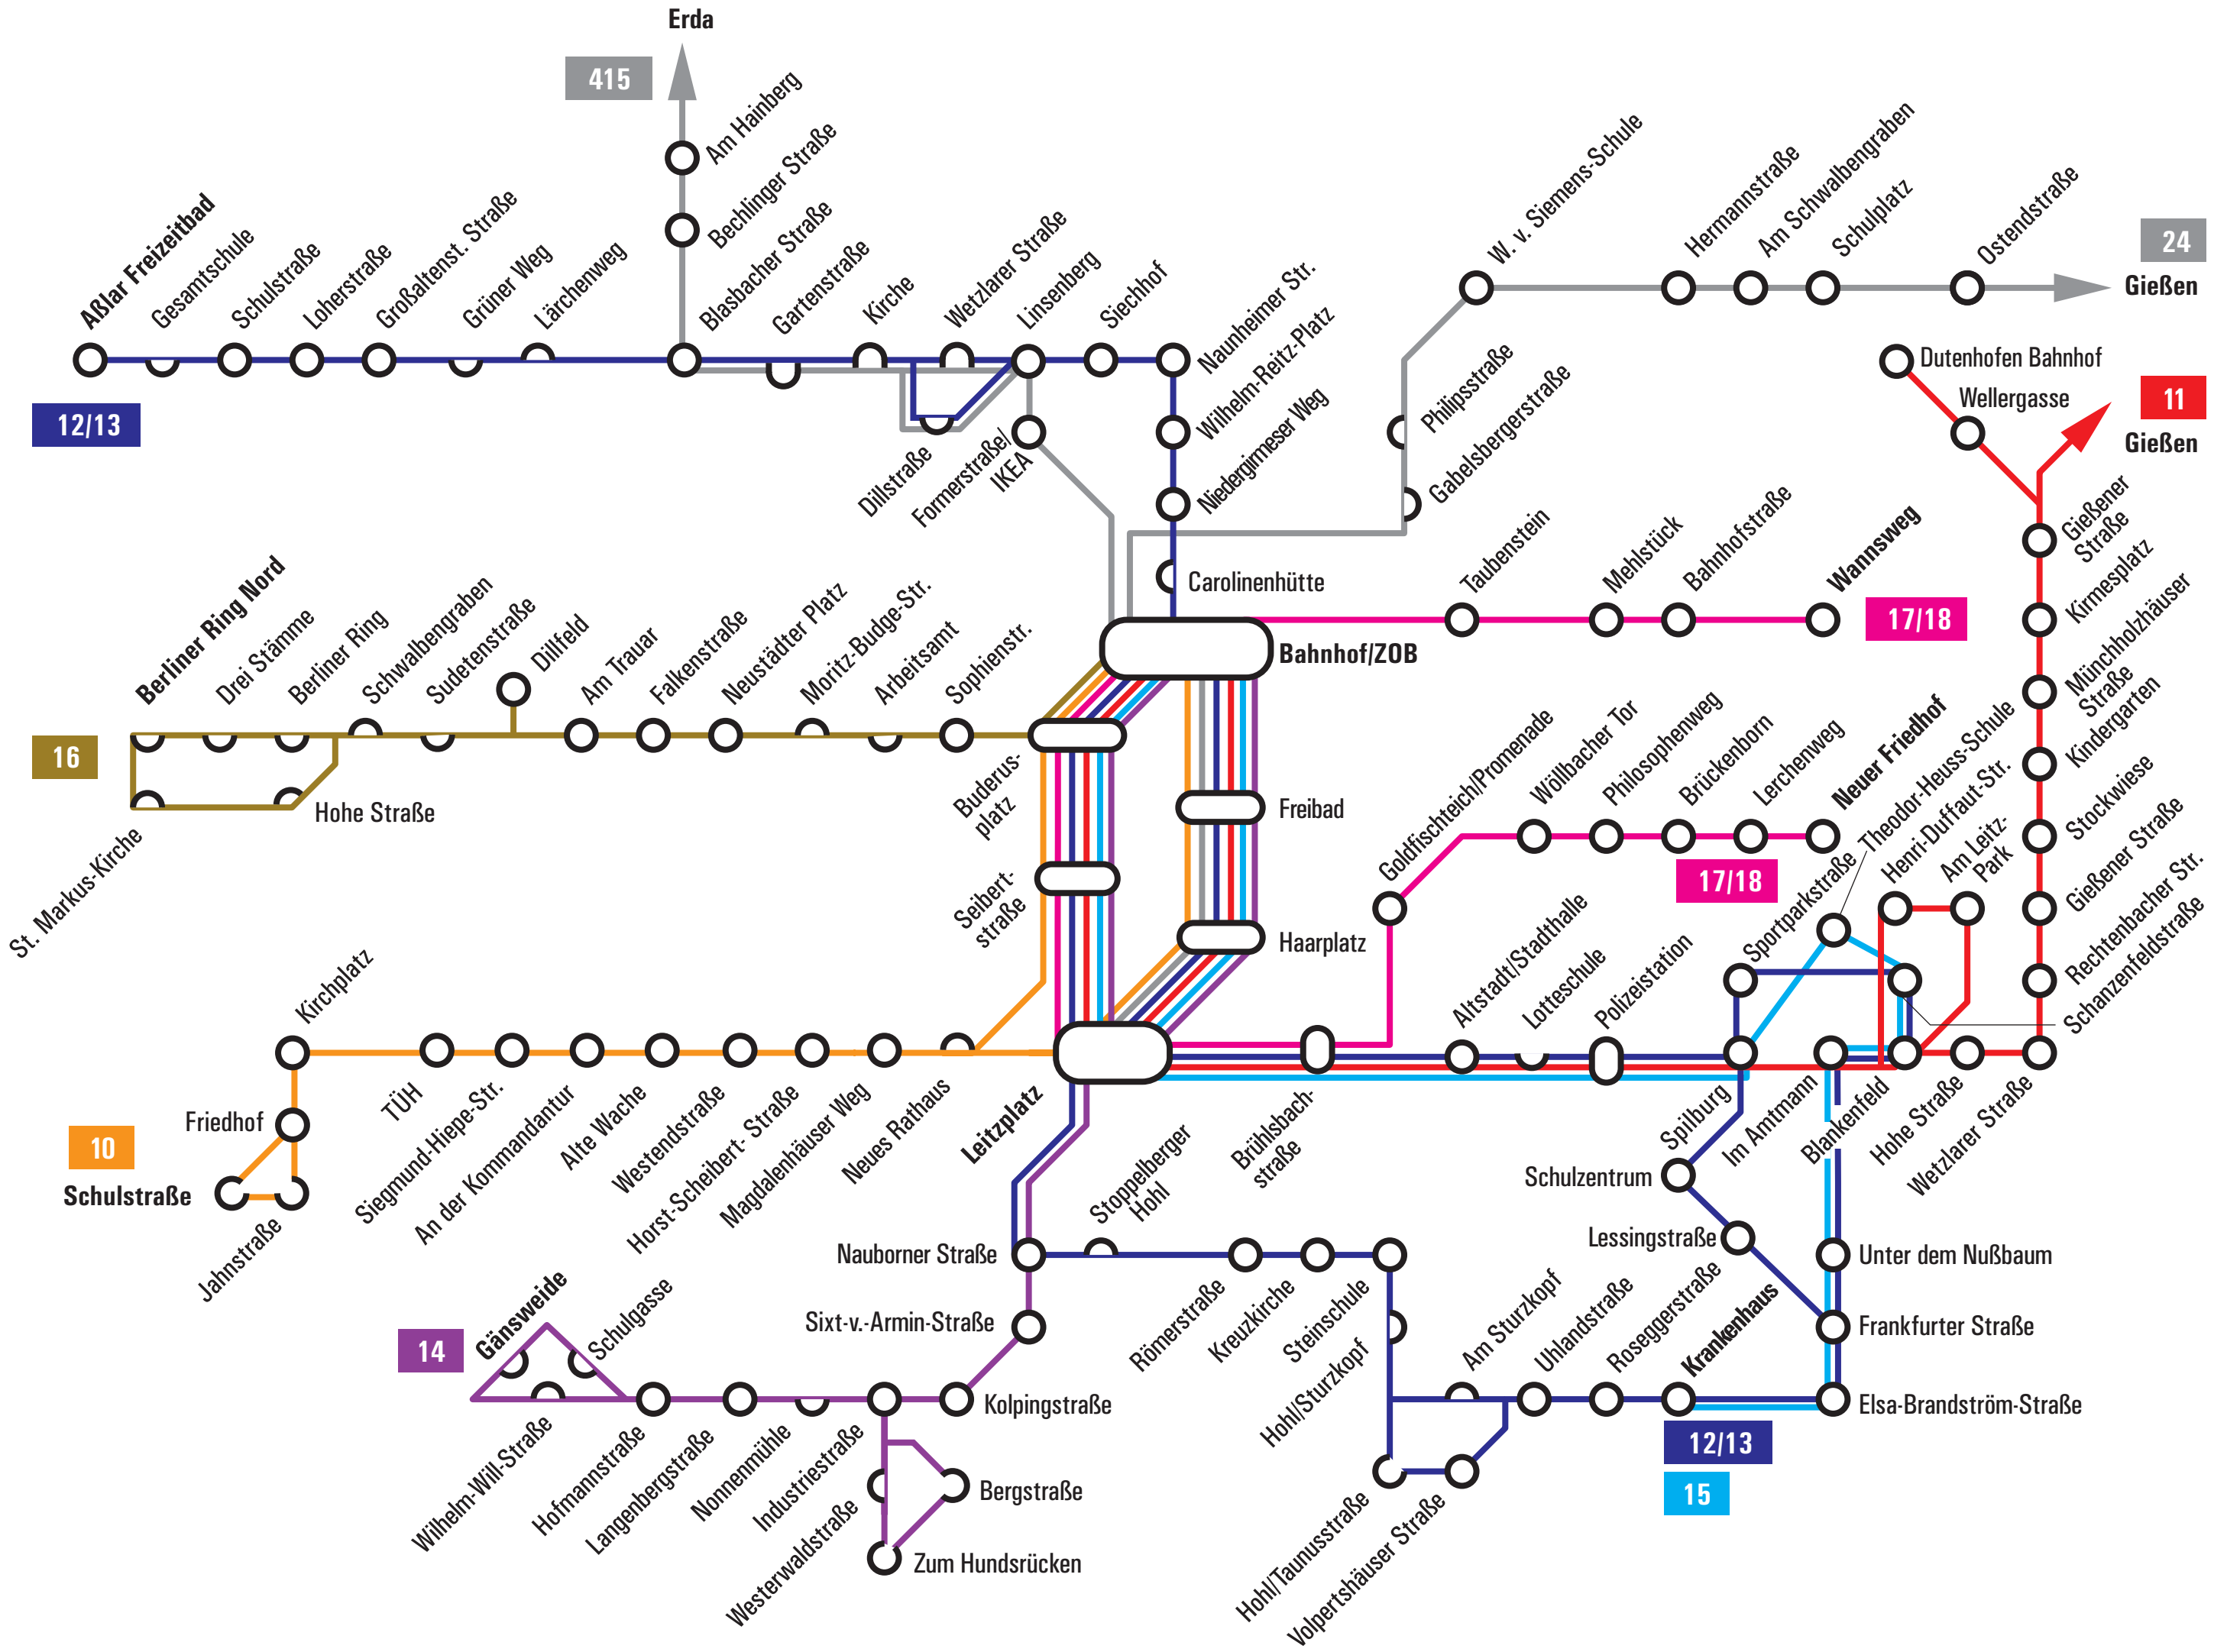 Erda
415
Am Hainberg
Bechlinger Straße
Aßlar Freizeitbad
Gesamtschule
Schulstraße
Loherstraße
Großaltenst. Straße
Grüner Weg
Lärchenweg
Blasbacher Straße
Gartenstraße
Kirche
Wetzlarer Straße
Linsenberg
Siechhof
Naunheimer Str.
Wilhelm-Reitz-Platz
Niedergirmeser Weg
Carolinenhütte
12/13
Dillstraße
Formerstraße/
IKEA
W. v. Siemens-Schule
Hermannstraße
Am Schwalbengraben
Schulplatz
Ostendstraße
24
Gießen
Philipsstraße
Gabelsbergerstraße
Dutenhofen Bahnhof
Wellergasse
11
Gießen
Gießener
Straße
Kirmesplatz
Münchholzhäuser
Straße
Kindergarten
Stockwiese
Gießener Straße
Rechtenbacher Str.
Schanzenfeldstraße
Taubenstein
Mehlstück
Bahnhofstraße
Wannsweg
17/18
Bahnhof/ZOB
Berliner Ring Nord
Drei Stämme
Berliner Ring
Schwalbengraben
Sudetenstraße
Dillfeld
Am Trauar
Falkenstraße
Neustädter Platz
Moritz-Budge-Str.
Arbeitsamt
Sophienstr.
16
Hohe Straße
St. Markus-Kirche
Buderus-
platz
Freibad
Seibert-
straße
Haarplatz
Goldfischteich/Promenade
Wöllbacher Tor
Philosophenweg
Brückenborn
Lerchenweg
Neuer Friedhof
17/18
Altstadt/Stadthalle
Lotteschule
Polizeistation
Sportparkstraße
Theodor-Heuss-Schule
Henri-Duffaut-Str.
Am Leitz-
Park
Kirchplatz
Friedhof
10
Schulstraße
Jahnstraße
TÜH
Siegmund-Hiepe-Str.
An der Kommandantur
Alte Wache
Westendstraße
Horst-Scheibert- Straße
Magdalenhäuser Weg
Neues Rathaus
Leitzplatz
Brühlsbach-
straße
Spilburg
Im Amtmann
Blankenfeld
Hohe Straße
Wetzlarer Straße
Schulzentrum
Lessingstraße
Unter dem Nußbaum
Frankfurter Straße
Elsa-Brandström-Straße
Nauborner Straße
Stoppelberger
Hohl
Römerstraße
Kreuzkirche
Steinschule
Hohl/Sturzkopf
Am Sturzkopf
Uhlandstraße
Roseggerstraße
Krankenhaus
12/13
15
Hohl/Taunusstraße
Volpertshäuser Straße
Sixt-v.-Armin-Straße
Kolpingstraße
14
Gänsweide
Schulgasse
Wilhelm-Will-Straße
Hofmannstraße
Langenbergstraße
Nonnenmühle
Industriestraße
Westerwaldstraße
Bergstraße
Zum Hundsrücken